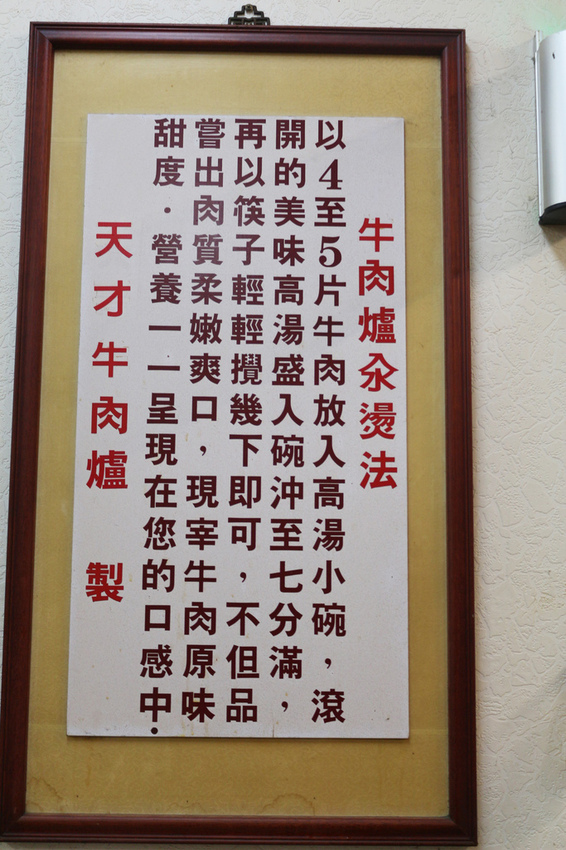 牛肉爐汆燙法
以4至5片牛肉放入高湯小碗，滾
開的美味高湯盛入碗沖至七分滿，
再以筷子輕輕攪幾下即可，不但品
嘗出肉質柔嫩爽口，現宰牛肉原味
甜度．營養一一呈現在您的口感中．
天才牛肉爐 製